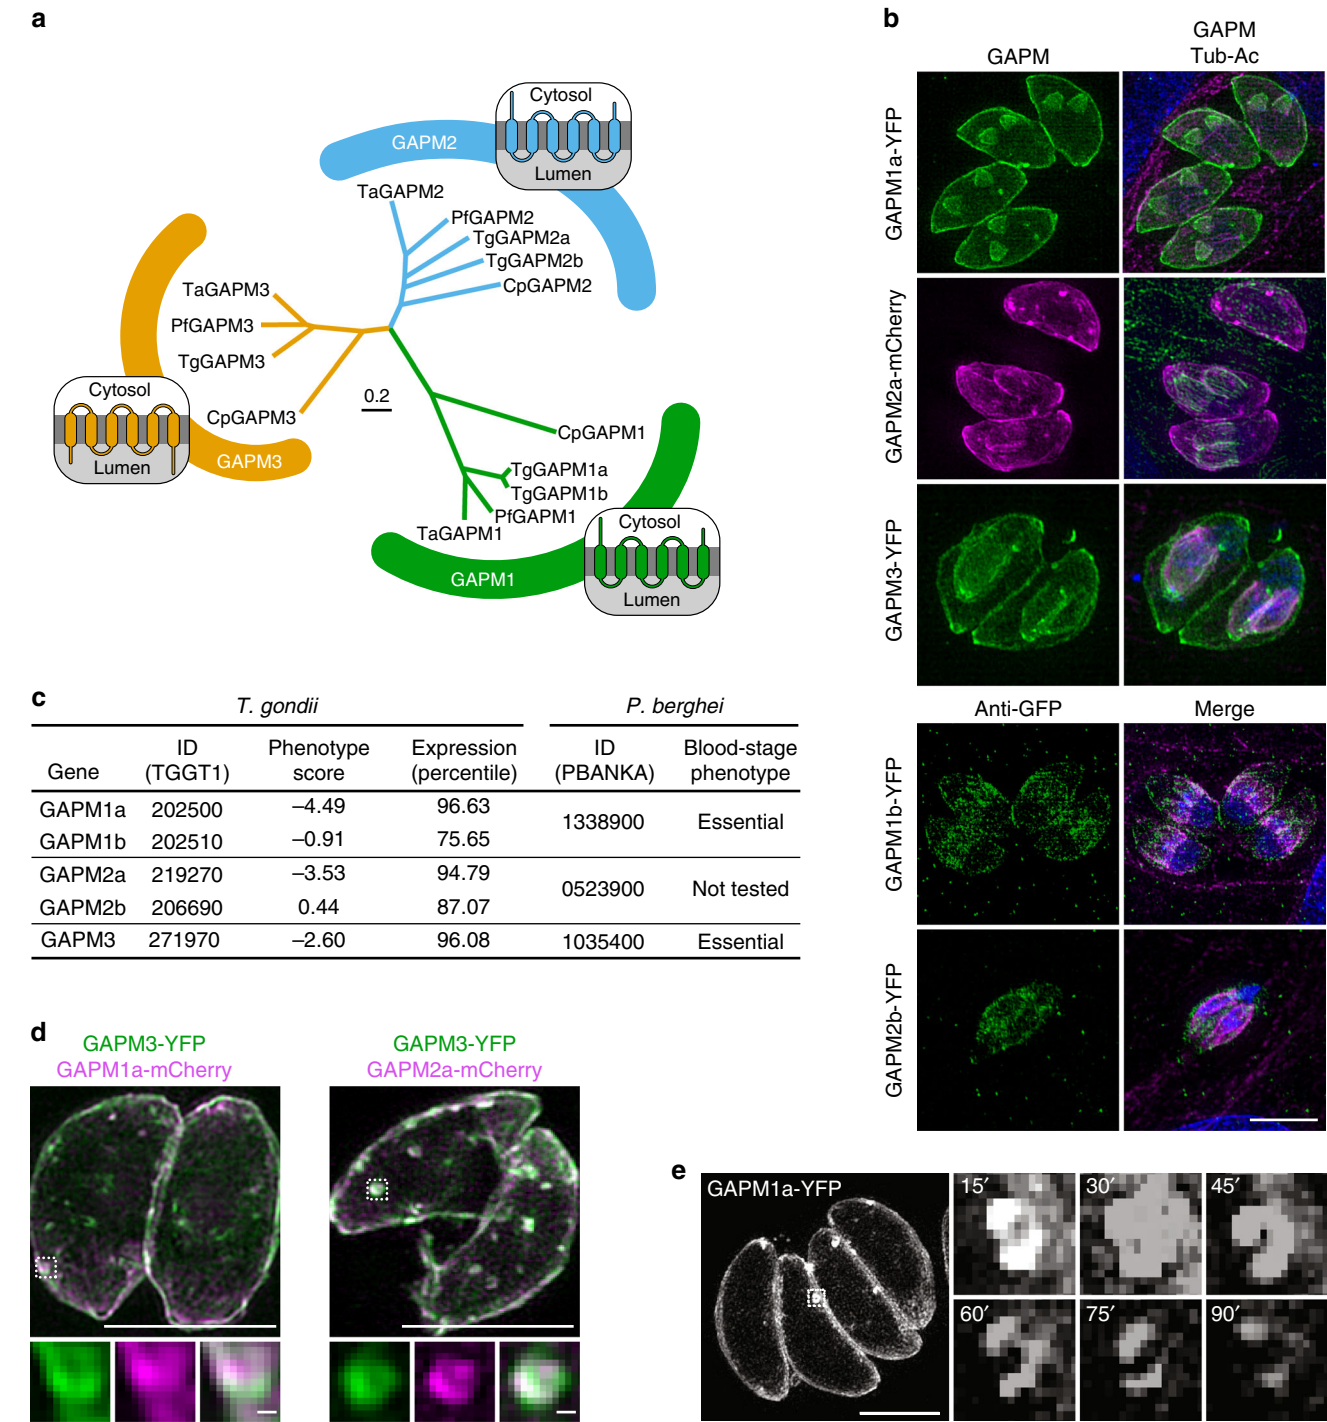 a
Cytosol
GAPM2
Lumen
TaGAPM2
PfGAPM2
TgGAPM2a
TgGAPM2b
CpGAPM2
TaGAPM3
PfGAPM3
TgGAPM3
CpGAPM3
Cytosol
Lumen
GAPM3
0.2
CpGAPM1
TgGAPM1a
TgGAPM1b
PfGAPM1
TaGAPM1
Cytosol
Lumen
GAPM1
b
GAPM
GAPM
Tub-Ac
GAPM1a-YFP
GAPM2a-mCherry
GAPM3-YFP
Anti-GFP
Merge
GAPM1b-YFP
GAPM2b-YFP
c
T. gondii P. berghei
Gene ID (TGGT1) Phenotype score Expression (percentile) ID (PBANKA) Blood-stage phenotype
GAPM1a 202500 –4.49 96.63 1338900 Essential
GAPM1b 202510 –0.91 75.65
GAPM2a 219270 –3.53 94.79 0523900 Not tested
GAPM2b 206690 0.44 87.07
GAPM3 271970 –2.60 96.08 1035400 Essential
d
GAPM3-YFP
GAPM1a-mCherry
GAPM3-YFP
GAPM2a-mCherry
e
GAPM1a-YFP
15′ 30′ 45′
60′ 75′ 90′